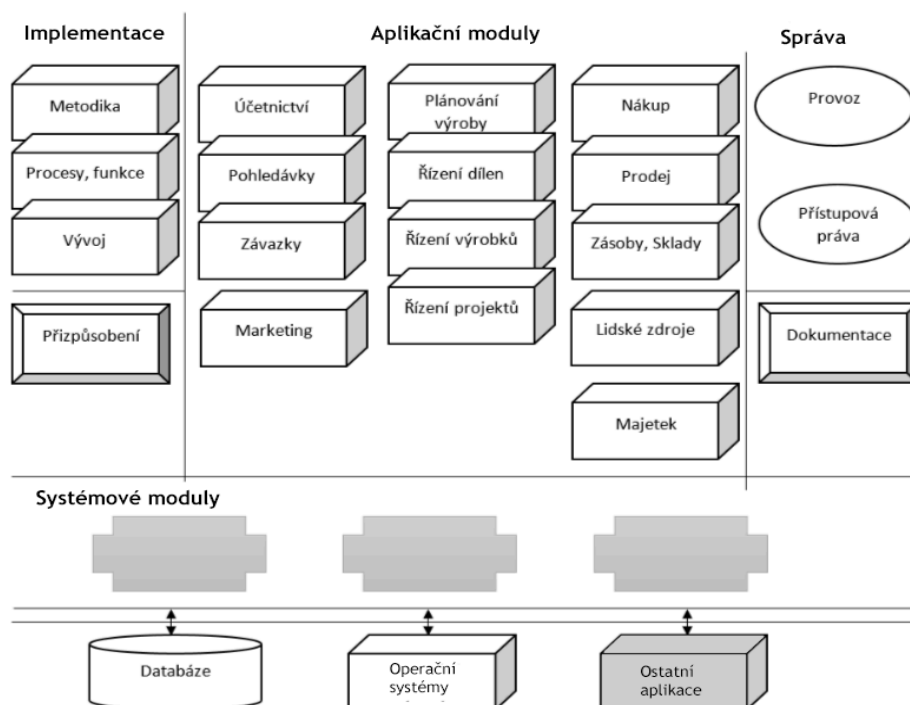 Implementace
Aplikační moduly
Správa
Metodika
Účetnictví
Plánování
výroby
Nákup
Provoz
Procesy, funkce
Pohledávky
Řízení dílen
Prodej
Vývoj
Závazky
Řízení výrobků
Zásoby, Sklady
Přístupová
práva
Přizpůsobení
Marketing
Řízení projektů
Lidské zdroje
Dokumentace
Majetek
Systémové moduly
Databáze
Operační
systémy
Ostatní
aplikace